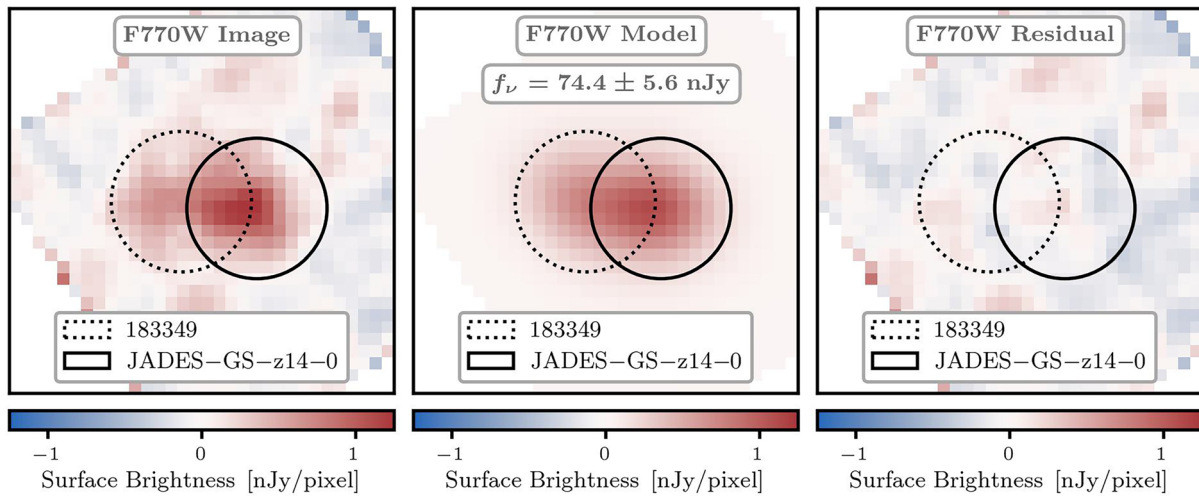 F770W Image
183349
JADES−GS−z14−0
−1 0 1
Surface Brightness [nJy/pixel]
F770W Model
fν = 74.4 ± 5.6 nJy
183349
JADES−GS−z14−0
−1 0 1
Surface Brightness [nJy/pixel]
F770W Residual
183349
JADES−GS−z14−0
−1 0 1
Surface Brightness [nJy/pixel]